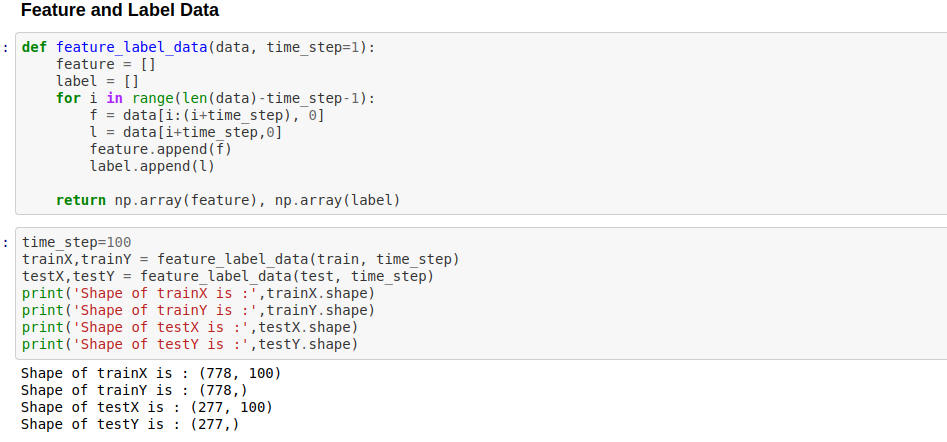 Feature and Label Data
: def feature_label_data(data, time_step=1):
    feature = []
    label = []
    for i in range(len(data)-time_step-1):
        f = data[i:(i+time_step), 0]
        l = data[i+time_step,0]
        feature.append(f)
        label.append(l)
    return np.array(feature), np.array(label)
: time_step=100
trainX,trainY = feature_label_data(train, time_step)
testX,testY = feature_label_data(test, time_step)
print('Shape of trainX is :',trainX.shape)
print('Shape of trainY is :',trainY.shape)
print('Shape of testX is :',testX.shape)
print('Shape of testY is :',testY.shape)
Shape of trainX is : (778, 100)
Shape of trainY is : (778,)
Shape of testX is : (277, 100)
Shape of testY is : (277,)